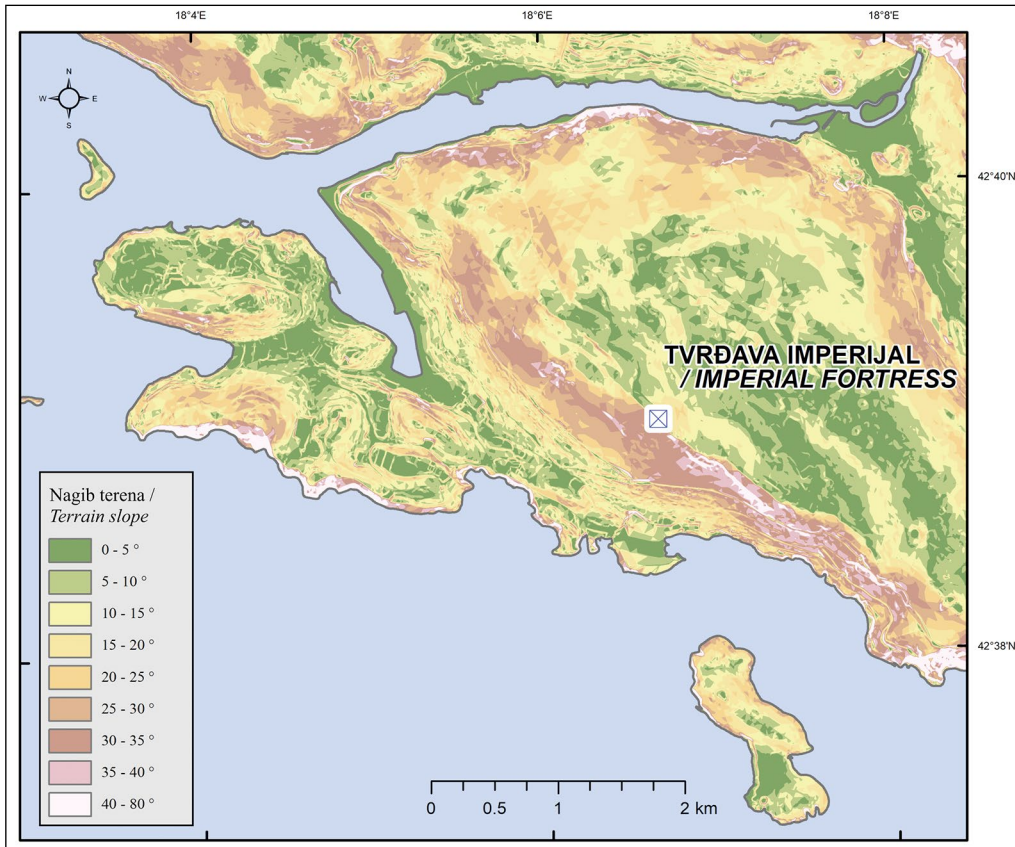 18°4'E 18°6'E 18°8'E
N
W E
S
42°40'N
TVRĐAVA IMPERIJAL
/ IMPERIAL FORTRESS
Nagib terena /
Terrain slope
0 - 5 °
5 - 10 °
10 - 15 °
15 - 20 °
20 - 25 °
25 - 30 °
30 - 35 °
35 - 40 °
40 - 80 °
42°38'N
0 0.5 1 2 km